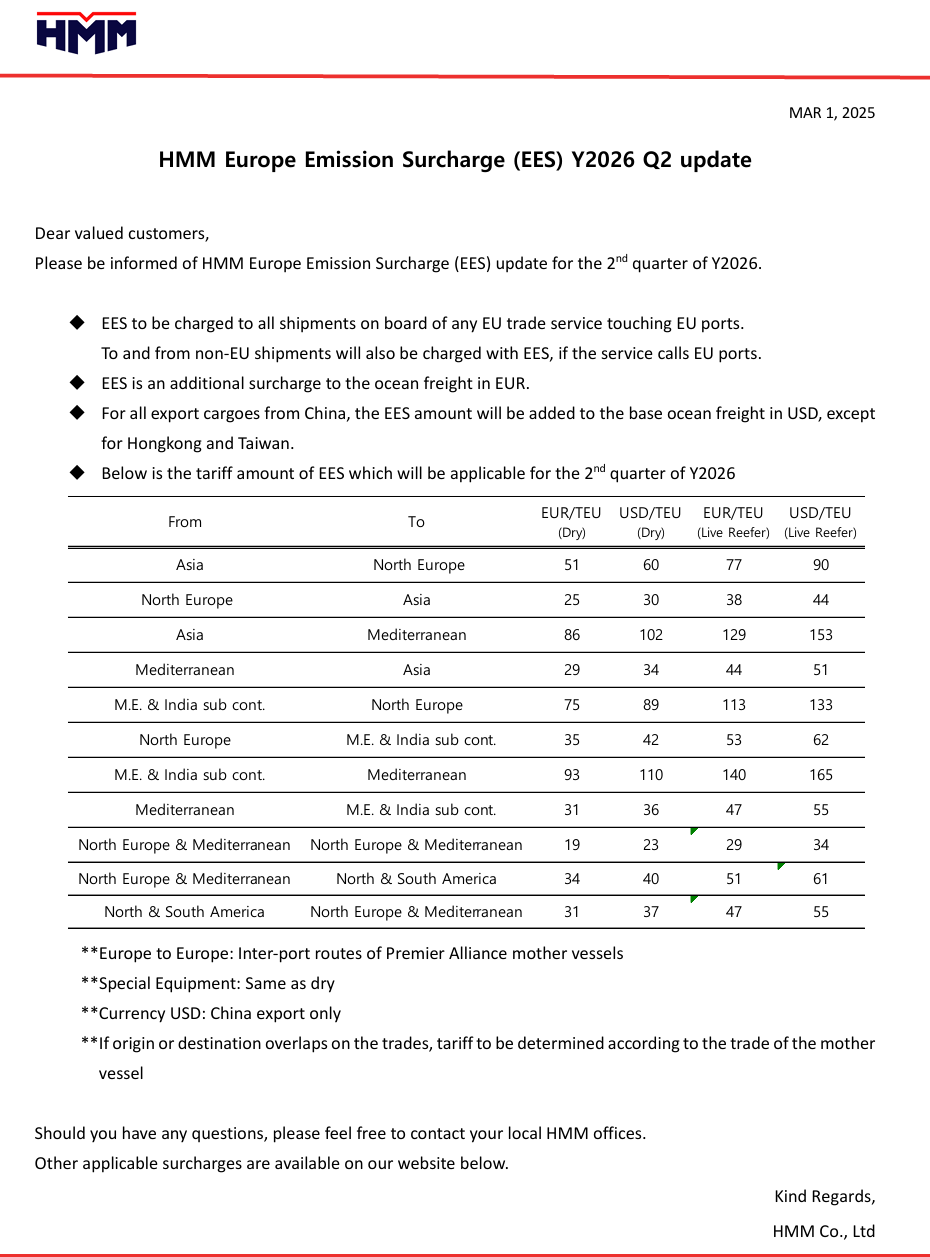 HMM
MAR 1, 2025
HMM Europe Emission Surcharge (EES) Y2026 Q2 update
Dear valued customers,
Please be informed of HMM Europe Emission Surcharge (EES) update for the 2nd quarter of Y2026.
◆ EES to be charged to all shipments on board of any EU trade service touching EU ports.
To and from non-EU shipments will also be charged with EES, if the service calls EU ports.
◆ EES is an additional surcharge to the ocean freight in EUR.
◆ For all export cargoes from China, the EES amount will be added to the base ocean freight in USD, except
for Hongkong and Taiwan.
◆ Below is the tariff amount of EES which will be applicable for the 2nd quarter of Y2026
From To EUR/TEU (Dry) USD/TEU (Dry) EUR/TEU (Live Reefer) USD/TEU (Live Reefer)
Asia North Europe 51 60 77 90
North Europe Asia 25 30 38 44
Asia Mediterranean 86 102 129 153
Mediterranean Asia 29 34 44 51
M.E. & India sub cont. North Europe 75 89 113 133
North Europe M.E. & India sub cont. 35 42 53 62
M.E. & India sub cont. Mediterranean 93 110 140 165
Mediterranean M.E. & India sub cont. 31 36 47 55
North Europe & Mediterranean North Europe & Mediterranean 19 23 29 34
North Europe & Mediterranean North & South America 34 40 51 61
North & South America North Europe & Mediterranean 31 37 47 55
**Europe to Europe: Inter-port routes of Premier Alliance mother vessels
**Special Equipment: Same as dry
**Currency USD: China export only
**If origin or destination overlaps on the trades, tariff to be determined according to the trade of the mother
vessel
Should you have any questions, please feel free to contact your local HMM offices.
Other applicable surcharges are available on our website below.
Kind Regards,
HMM Co., Ltd